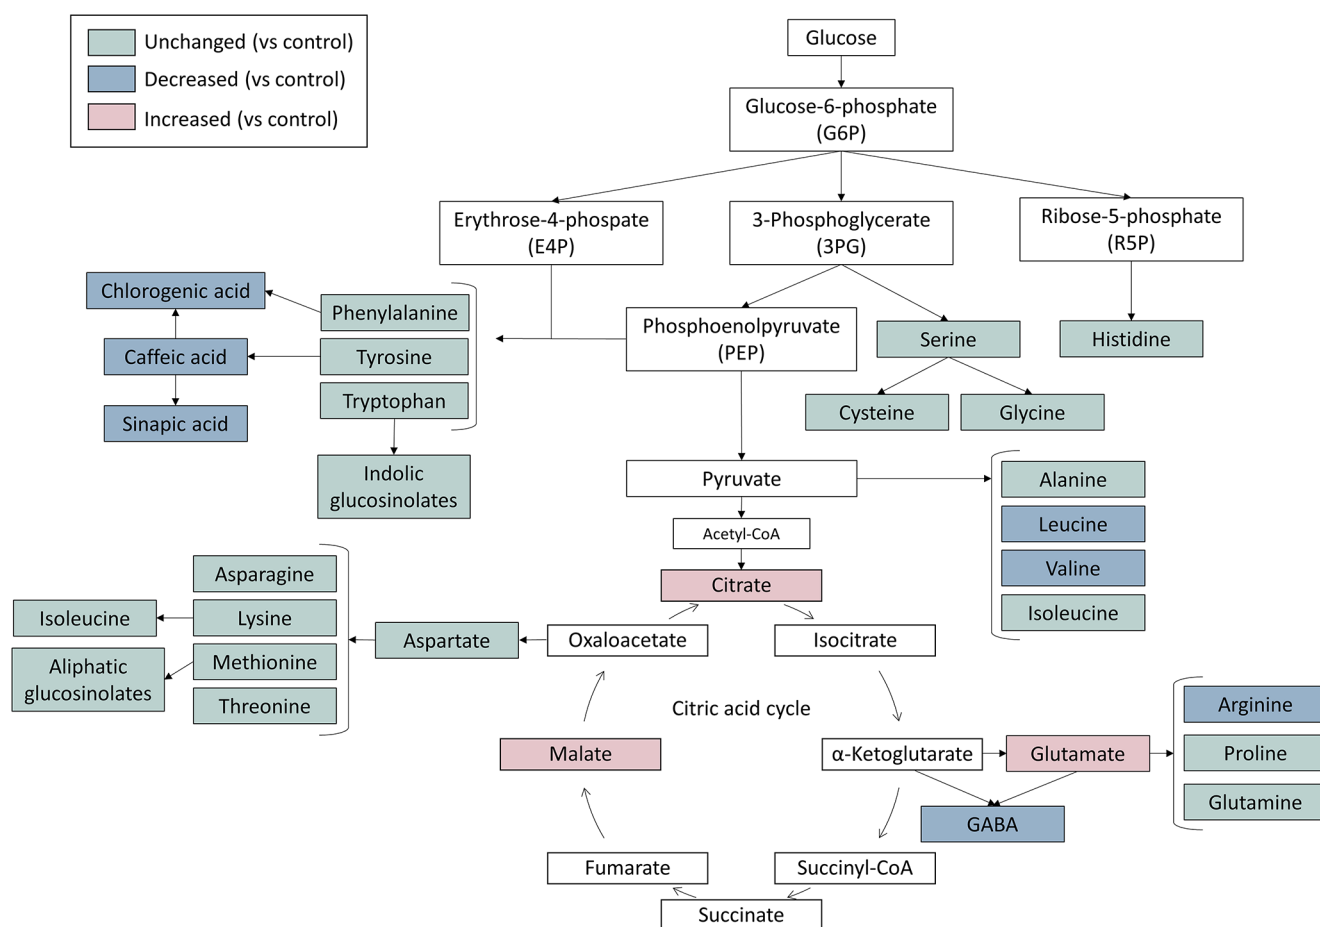 Unchanged (vs control)
Decreased (vs control)
Increased (vs control)
Glucose
Glucose-6-phosphate
(G6P)
Erythrose-4-phospate
(E4P)
3-Phosphoglycerate
(3PG)
Ribose-5-phosphate
(R5P)
Chlorogenic acid
Phenylalanine
Caffeic acid
Tyrosine
Sinapic acid
Tryptophan
Indolic
glucosinolates
Phosphoenolpyruvate
(PEP)
Serine
Histidine
Cysteine
Glycine
Pyruvate
Alanine
Leucine
Valine
Isoleucine
Acetyl-CoA
Citrate
Asparagine
Isoleucine
Lysine
Aliphatic
glucosinolates
Methionine
Threonine
Aspartate
Oxaloacetate
Isocitrate
Citric acid cycle
Malate
α-Ketoglutarate
Glutamate
Arginine
Proline
Glutamine
GABA
Fumarate
Succinyl-CoA
Succinate